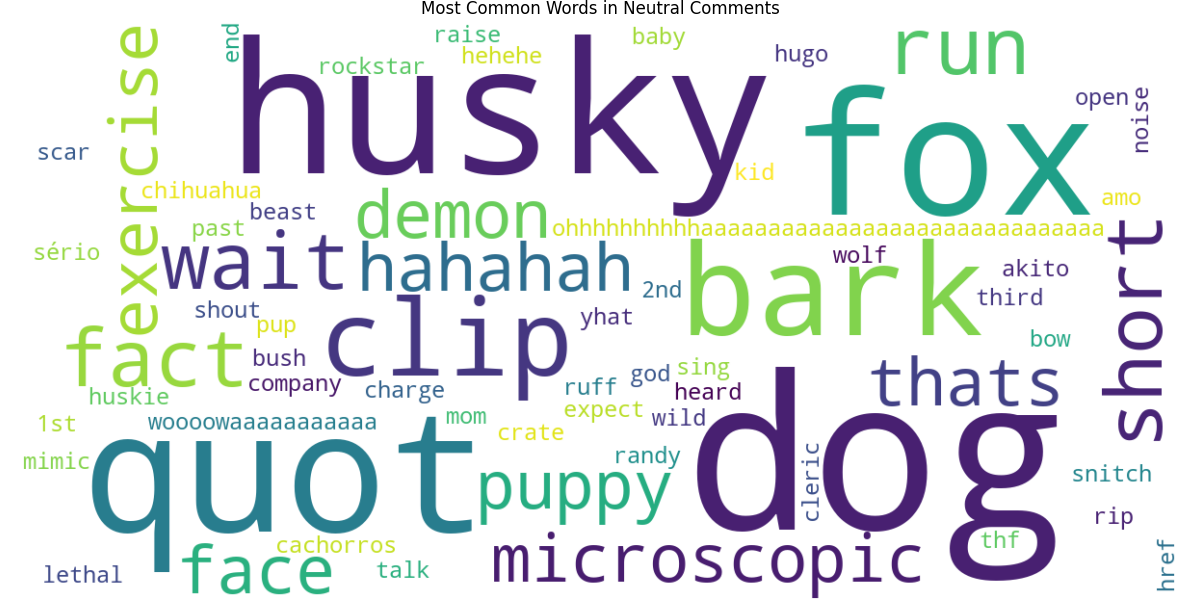 Most Common Words in Neutral Comments
end
raise
hehehe
baby
hugo
run
rockstar
husky
fox
open
noise
scar
exercise
chihuahua
kid
amo
beast
past
demon
ohhhhhhhhhhaaaaaaaaaaaaaaaaaaaaaaaaaaaaa
sério
wait
hahahah
bark
wolf
short
akito
2nd
third
shout
clip
yhat
pup
fact
bush
company
charge
ruff
god
sing
heard
thats
bow
huskie
expect
1st
woooowaaaaaaaaaaa
mom
crate
wild
dog
mimic
quot
puppy
randy
cleric
snitch
rip
thf
cachorros
face
talk
microscopic
lethal
href